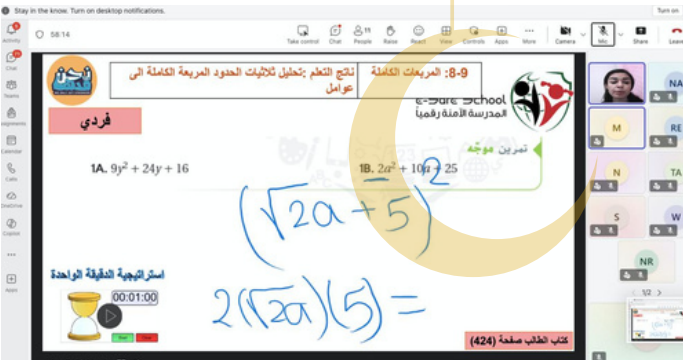 Stay in the know. Turn on desktop notifications.
Turn on
58:14
Take control
Chat
11
People
Raise
React
View
Controls
Apps
More
Camera
Mic
Share
Leav
Activity
Chat
Teams
Calendar
Calls
OneDrive
Copilot
Apps
8-9: المربعات الكاملة
ناتج التعلم :تحليل ثلاثيات الحدود المربعة الكاملة الى عوامل
e-Safe School
المدرسة الآمنة رقمياً
فردي
تمرين موجّه
1A. 9y² + 24y + 16
1B. 2a² + 10a + 25
(√2a + 5)²
2(√2a)(5) =
استراتيجية الدقيقة الواحدة
00:01:00
كتاب الطالب صفحة (424)
NA
M
RE
N
TA
S
W
NR
1/2